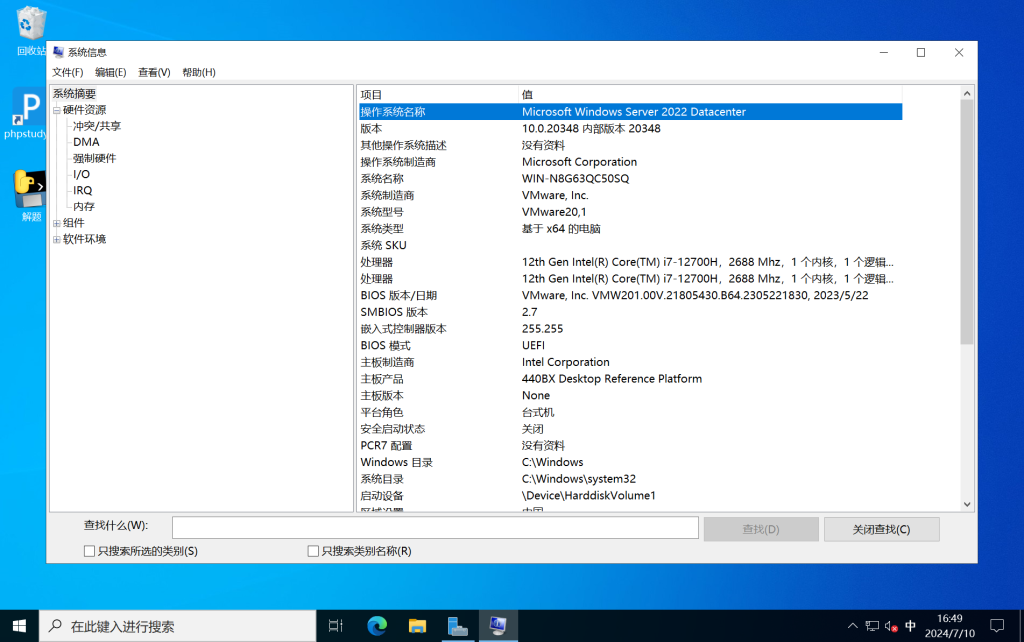 回收站
phpstudy
解题
系统信息
文件(F) 编辑(E) 查看(V) 帮助(H)
系统摘要
硬件资源
冲突/共享
DMA
强制硬件
I/O
IRQ
内存
组件
软件环境
项目 值
操作系统名称 Microsoft Windows Server 2022 Datacenter
版本 10.0.20348 内部版本 20348
其他操作系统描述 没有资料
操作系统制造商 Microsoft Corporation
系统名称 WIN-N8G63QC50SQ
系统制造商 VMware, Inc.
系统型号 VMware20,1
系统类型 基于 x64 的电脑
系统 SKU
处理器 12th Gen Intel(R) Core(TM) i7-12700H，2688 Mhz，1 个内核，1 个逻辑...
处理器 12th Gen Intel(R) Core(TM) i7-12700H，2688 Mhz，1 个内核，1 个逻辑...
BIOS 版本/日期 VMware, Inc. VMW201.00V.21805430.B64.2305221830, 2023/5/22
SMBIOS 版本 2.7
嵌入式控制器版本 255.255
BIOS 模式 UEFI
主板制造商 Intel Corporation
主板产品 440BX Desktop Reference Platform
主板版本 None
平台角色 台式机
安全启动状态 关闭
PCR7 配置 没有资料
Windows 目录 C:\Windows
系统目录 C:\Windows\system32
启动设备 \Device\HarddiskVolume1
区域设置 中国
查找什么(W): 查找(D) 关闭查找(C)
只搜索所选的类别(S) 只搜索类别名称(R)
在此键入进行搜索
中
16:49
2024/7/10